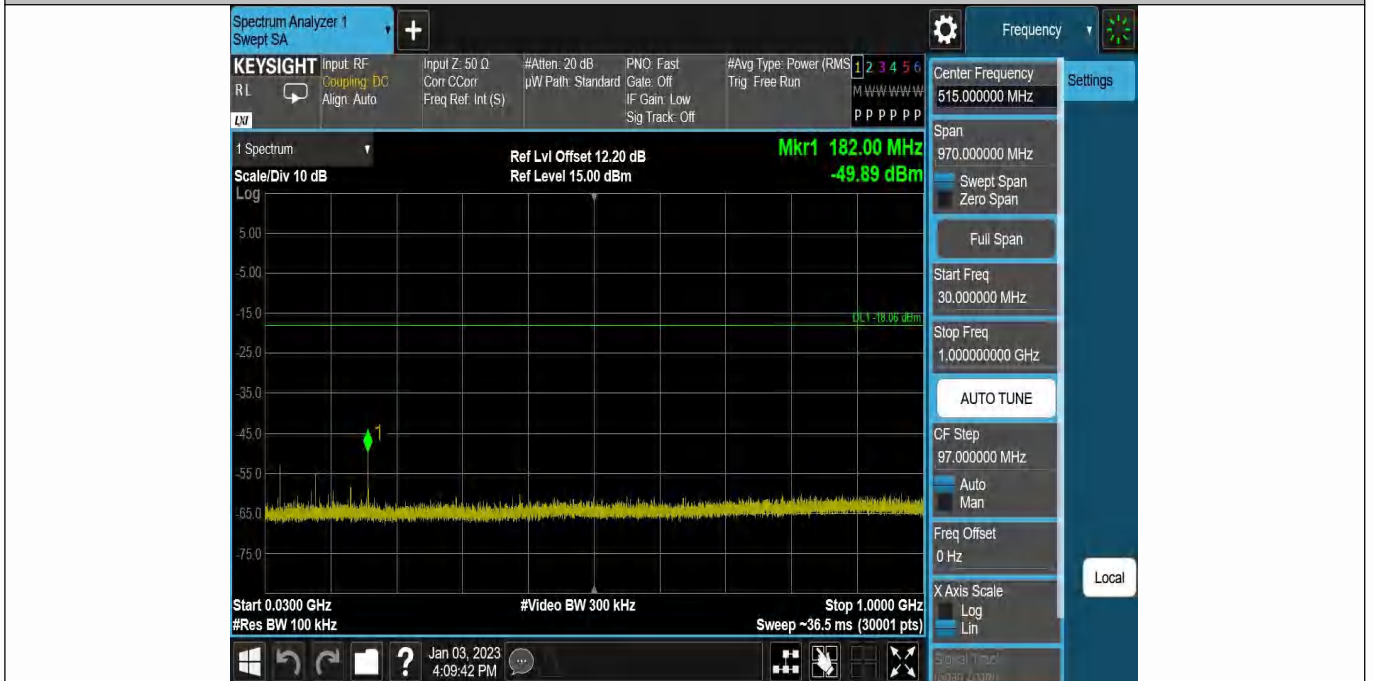 Spectrum Analyzer 1
Swept SA
Frequency
KEYSIGHT
RL
LXI
Input: RF
Coupling: DC
Align: Auto
Input Z: 50 Ω
Corr CCorr
Freq Ref: Int (S)
#Atten: 20 dB
µW Path: Standard
PNO: Fast
Gate: Off
IF Gain: Low
Sig Track: Off
#Avg Type: Power (RMS
Trig: Free Run
1 2 3 4 5 6
M W W W W W
P P P P P P
1 Spectrum
Scale/Div 10 dB
Log
Ref Lvl Offset 12.20 dB
Ref Level 15.00 dBm
Mkr1 182.00 MHz
-49.89 dBm
5.00
-5.00
-15.0
DL1 -18.06 dBm
-25.0
-35.0
-45.0
1
-55.0
-65.0
-75.0
Start 0.0300 GHz
#Res BW 100 kHz
#Video BW 300 kHz
Stop 1.0000 GHz
Sweep ~36.5 ms (30001 pts)
Jan 03, 2023
4:09:42 PM
Center Frequency
515.000000 MHz
Settings
Span
970.000000 MHz
Swept Span
Zero Span
Full Span
Start Freq
30.000000 MHz
Stop Freq
1.000000000 GHz
AUTO TUNE
CF Step
97.000000 MHz
Auto
Man
Freq Offset
0 Hz
X Axis Scale
Log
Lin
Local
Signal Track
(Span Zoom)